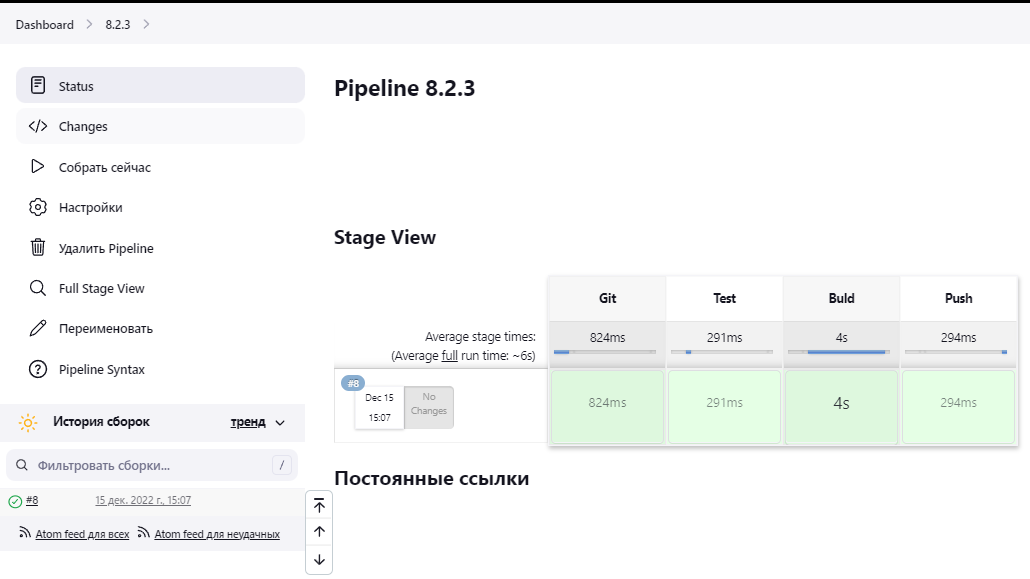 Dashboard
8.2.3
Status
Changes
Собрать сейчас
Настройки
Удалить Pipeline
Full Stage View
Переименовать
Pipeline Syntax
История сборок
тренд
Фильтровать сборки...
/
#8
15 дек. 2022 г., 15:07
Atom feed для всех
Atom feed для неудачных
Pipeline 8.2.3
Stage View
Git
Test
Buld
Push
Average stage times:
(Average full run time: ~6s)
824ms
291ms
4s
294ms
#8
Dec 15
15:07
No
Changes
824ms
291ms
4s
294ms
Постоянные ссылки